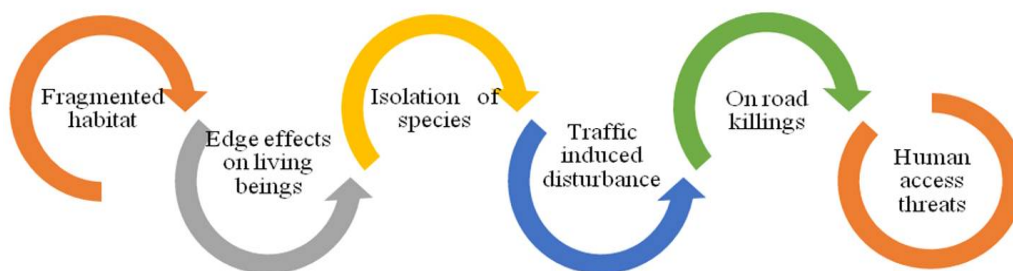 Fragmented
habitat
Edge effects
on living
beings
Isolation of
species
Traffic
induced
disturbance
On road
killings
Human
access
threats